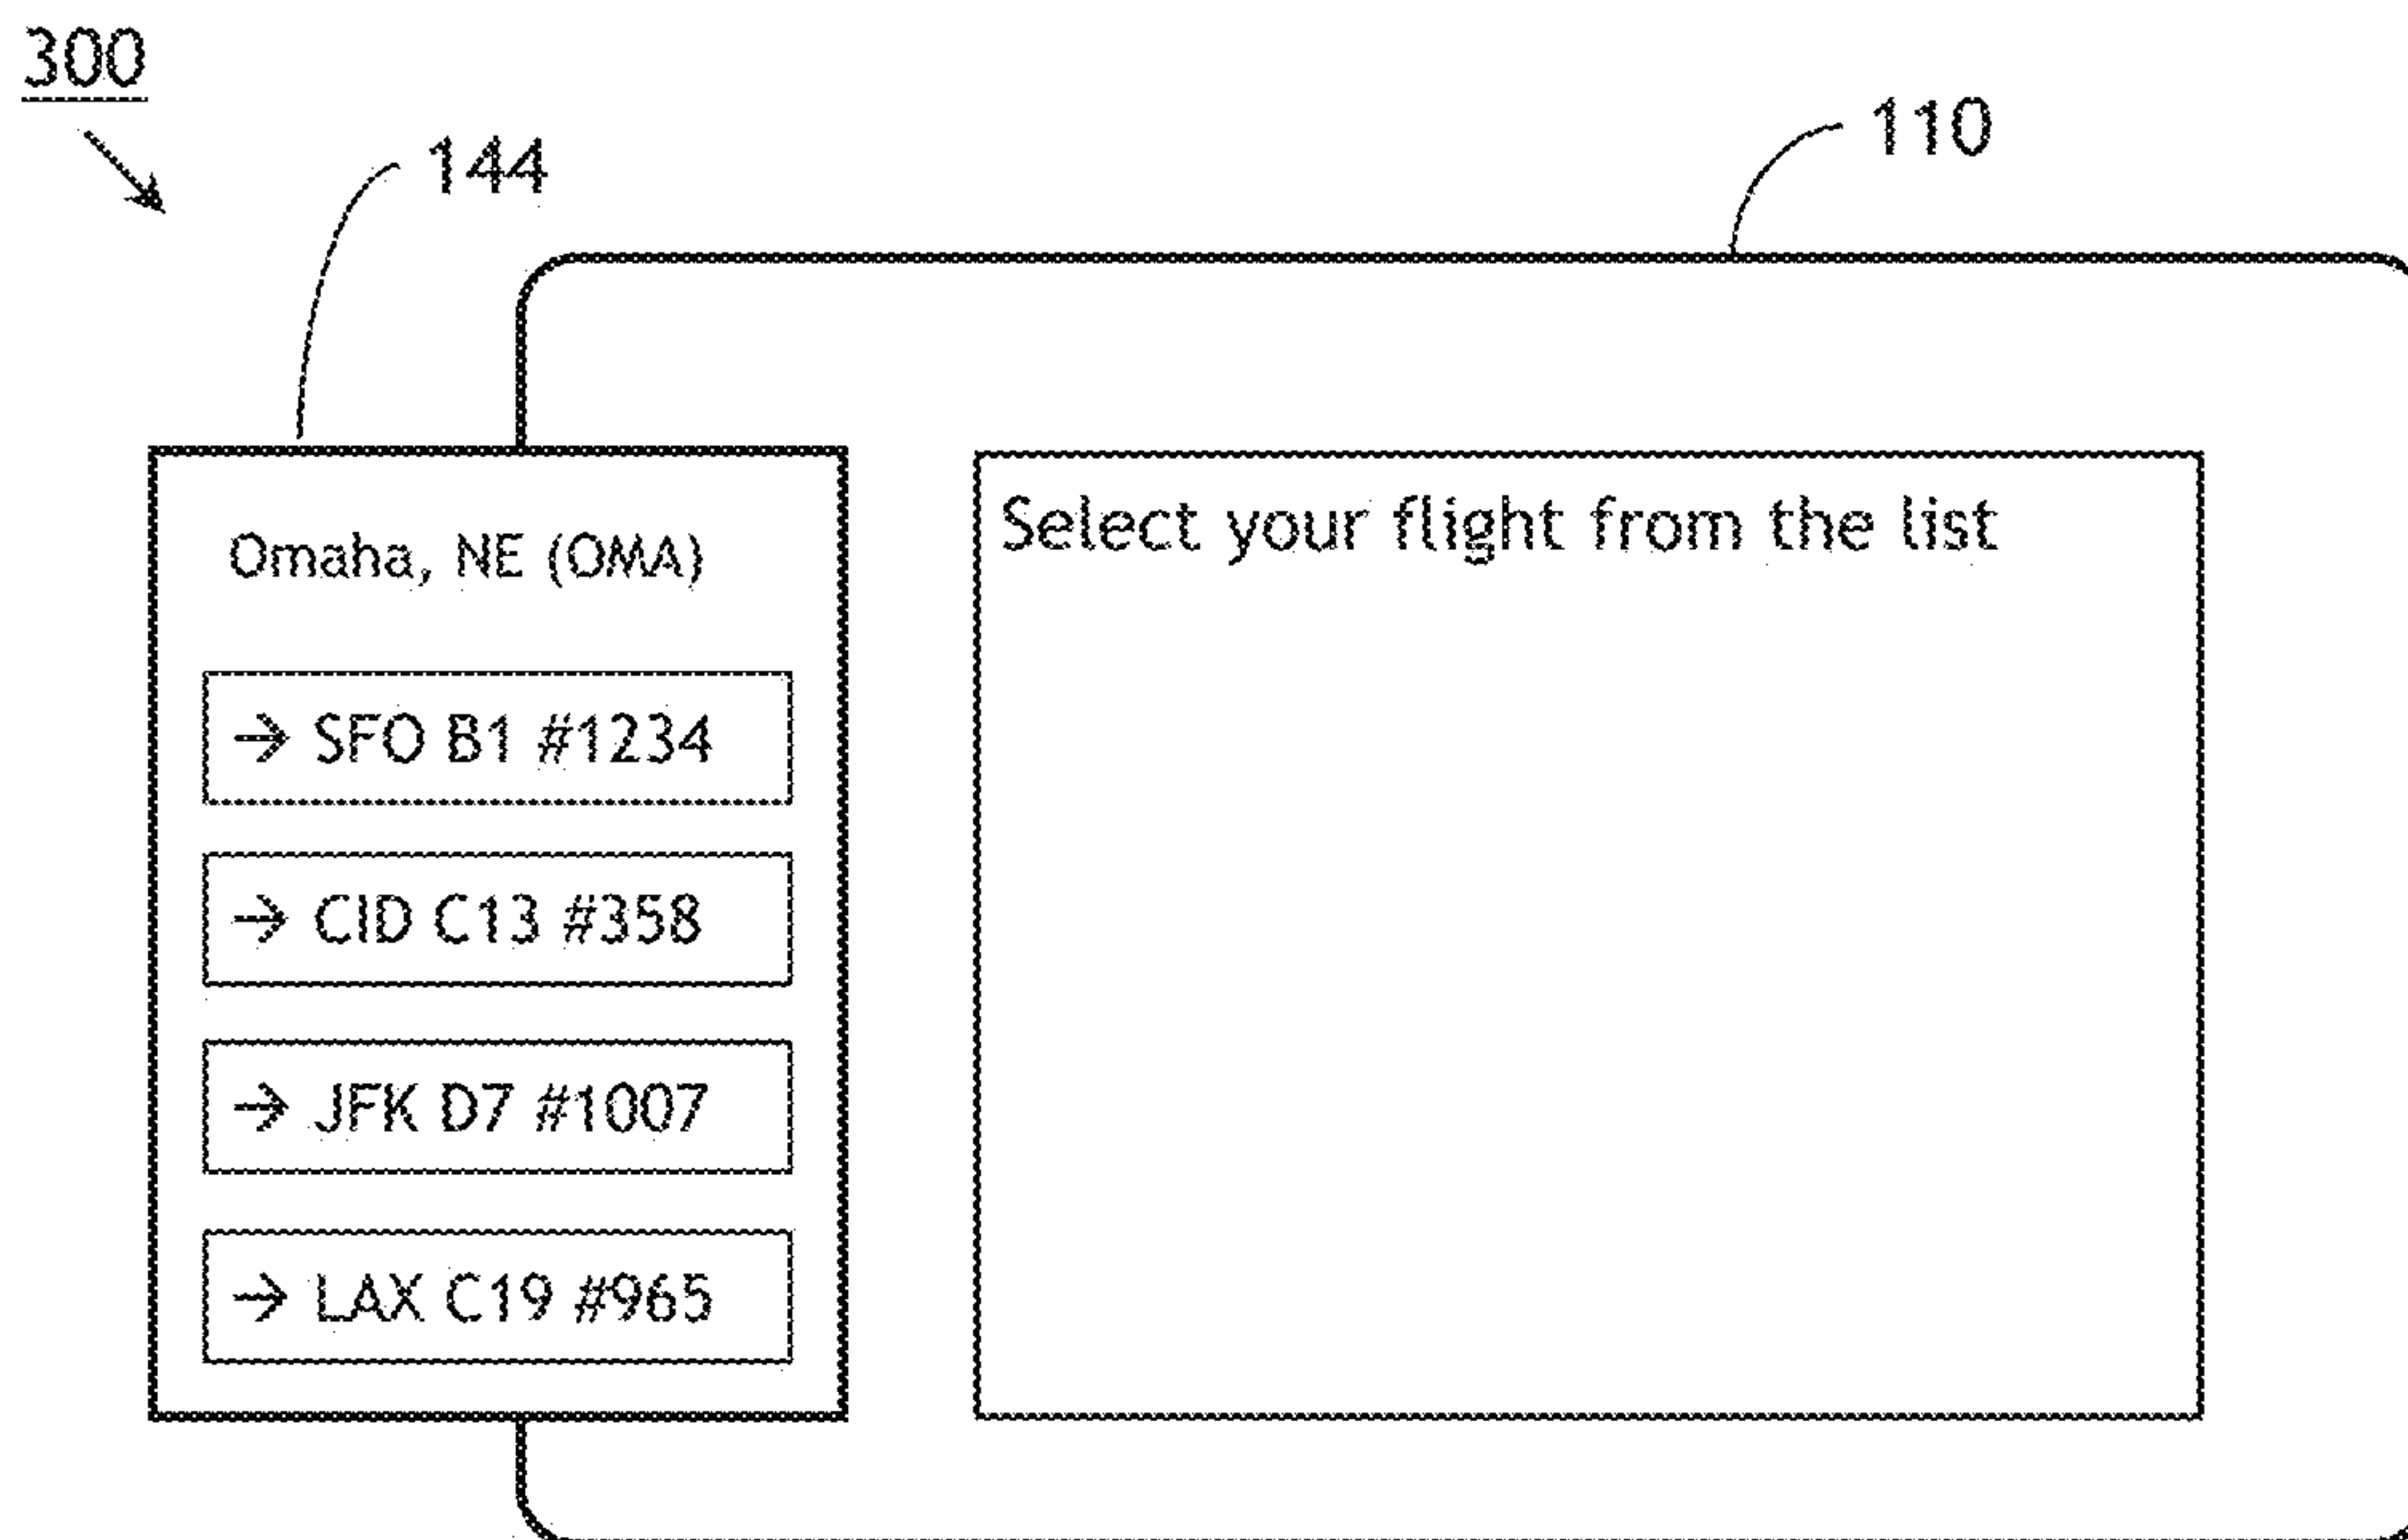 300
144
110
Omaha, NE (OMA)
→ SFO B1 #1234
→ CID C13 #358
→ JFK D7 #1007
→ LAX C19 #965
Select your flight from the list